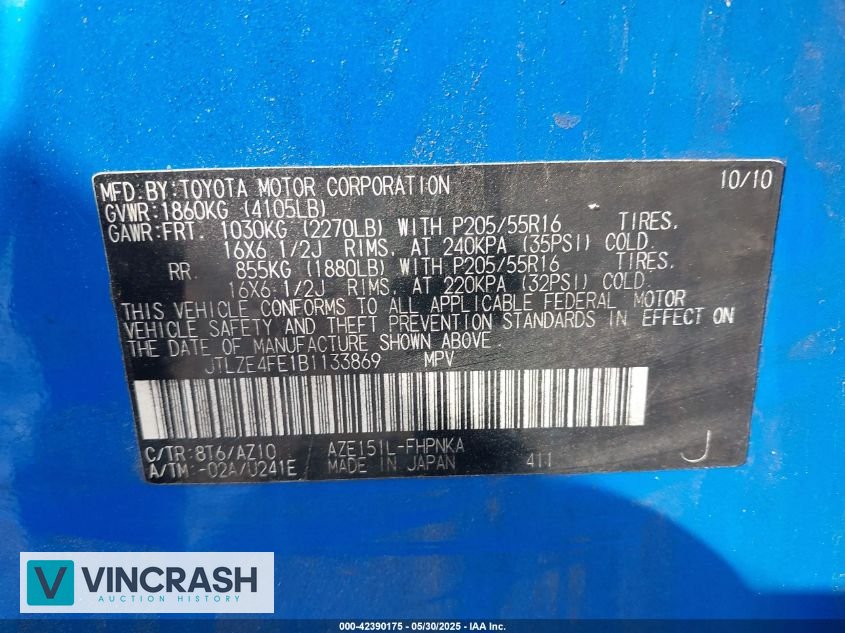 MFD.BY:TOYOTA MOTOR CORPORATION 10/10
GVWR:1860KG (4105LB)
GAWR:FRT. 1030KG (2270LB) WITH P205/55R16 TIRES,
16X6 1/2J RIMS, AT 240KPA (35PSI) COLD.
RR. 855KG (1880LB) WITH P205/55R16 TIRES,
16X6 1/2J RIMS, AT 220KPA (32PSI) COLD.
THIS VEHICLE CONFORMS TO ALL APPLICABLE FEDERAL MOTOR
VEHICLE SAFETY AND THEFT PREVENTION STANDARDS IN EFFECT ON
THE DATE OF MANUFACTURE SHOWN ABOVE.
JTLZE4FE1B1133869 MPV
C/TR:8T6/AZ10 AZE151L-FHPNKA
A/TM:-02A/U241E MADE IN JAPAN 411 J
V VINCRASH
AUCTION HISTORY
000-42390175 - 05/30/2025 - IAA Inc.